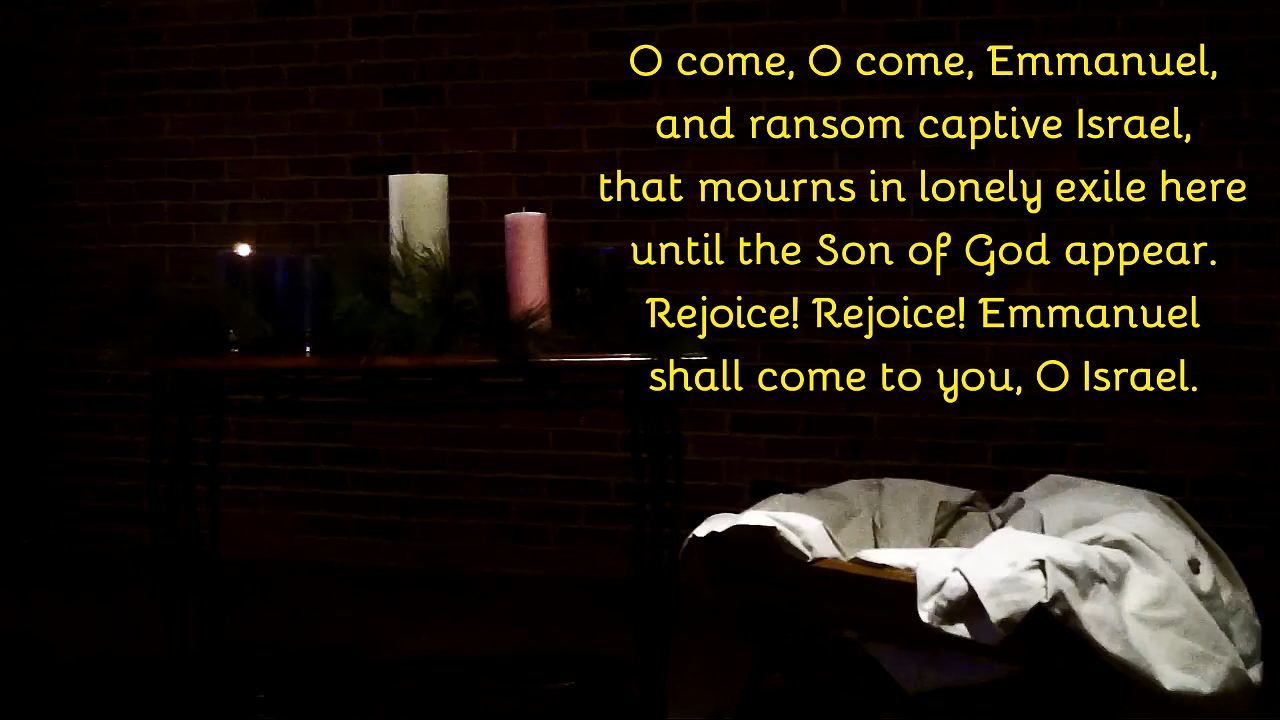 O come, O come, Emmanuel,
and ransom captive Israel,
that mourns in lonely exile here
until the Son of God appear.
Rejoice! Rejoice! Emmanuel
shall come to you, O Israel.